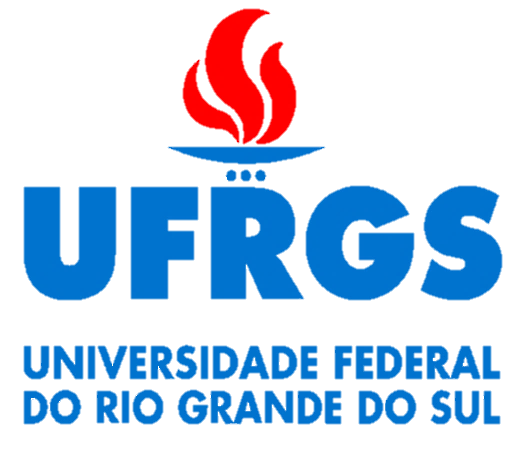 UFRGS
UNIVERSIDADE FEDERAL
DO RIO GRANDE DO SUL